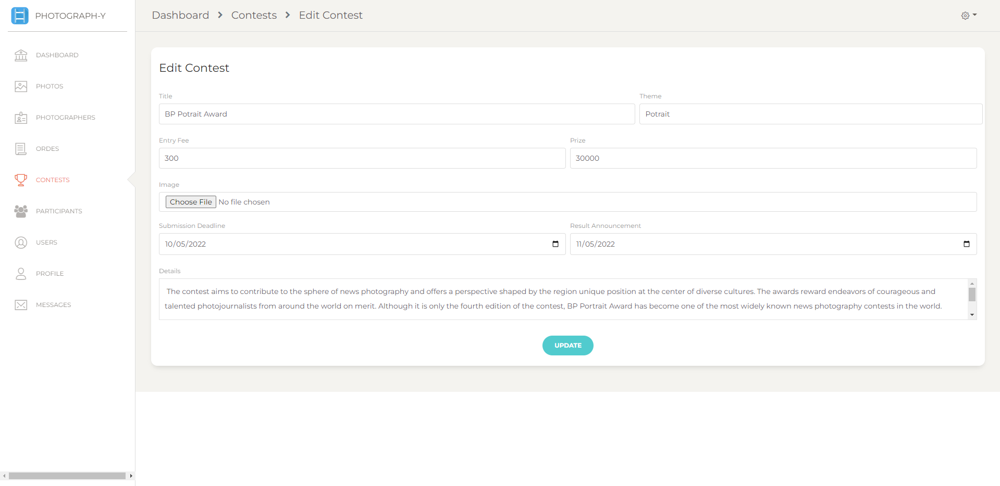 PHOTOGRAPH-Y
Dashboard > Contests > Edit Contest
DASHBOARD
PHOTOS
PHOTOGRAPHERS
ORDES
CONTESTS
PARTICIPANTS
USERS
PROFILE
MESSAGES
Edit Contest
Title Theme
BP Potrait Award Potrait
Entry Fee Prize
300 30000
Image
Choose File No file chosen
Submission Deadline Result Announcement
10/05/2022 11/05/2022
Details
The contest aims to contribute to the sphere of news photography and offers a perspective shaped by the region unique position at the center of diverse cultures. The awards reward endeavors of courageous and
talented photojournalists from around the world on merit. Although it is only the fourth edition of the contest, BP Portrait Award has become one of the most widely known news photography contests in the world.
UPDATE